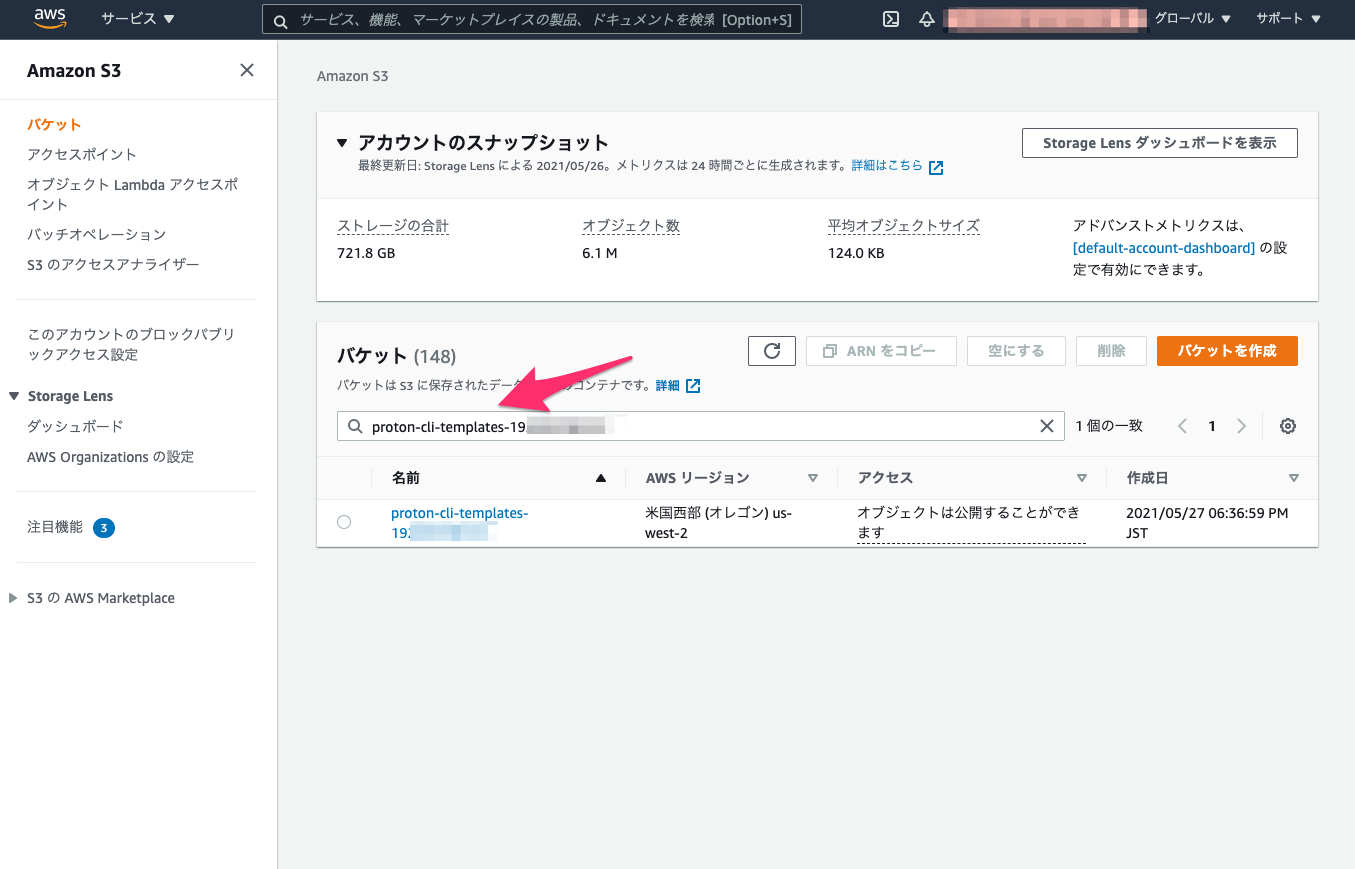 aws
サービス ▼
サービス、機能、マーケットプレイスの製品、ドキュメントを検索 [Option+S]
グローバル ▼
サポート ▼
Amazon S3
バケット
アクセスポイント
オブジェクト Lambda アクセスポ
イント
バッチオペレーション
S3 のアクセスアナライザー
このアカウントのブロックパブリ
ックアクセス設定
Storage Lens
ダッシュボード
AWS Organizations の設定
注目機能 3
S3 の AWS Marketplace
Amazon S3
アカウントのスナップショット
最終更新日: Storage Lens による 2021/05/26。メトリクスは 24 時間ごとに生成されます。詳細はこちら
Storage Lens ダッシュボードを表示
ストレージの合計
721.8 GB
オブジェクト数
6.1 M
平均オブジェクトサイズ
124.0 KB
アドバンストメトリクスは、
[default-account-dashboard] の設
定で有効にできます。
バケット (148)
ARN をコピー
空にする
削除
バケットを作成
バケットは S3 に保存されたデー コンテナです。詳細
proton-cli-templates-19
1 個の一致
1
名前
AWS リージョン
アクセス
作成日
proton-cli-templates-
192
米国西部 (オレゴン) us-
west-2
オブジェクトは公開することができ
ます
2021/05/27 06:36:59 PM
JST